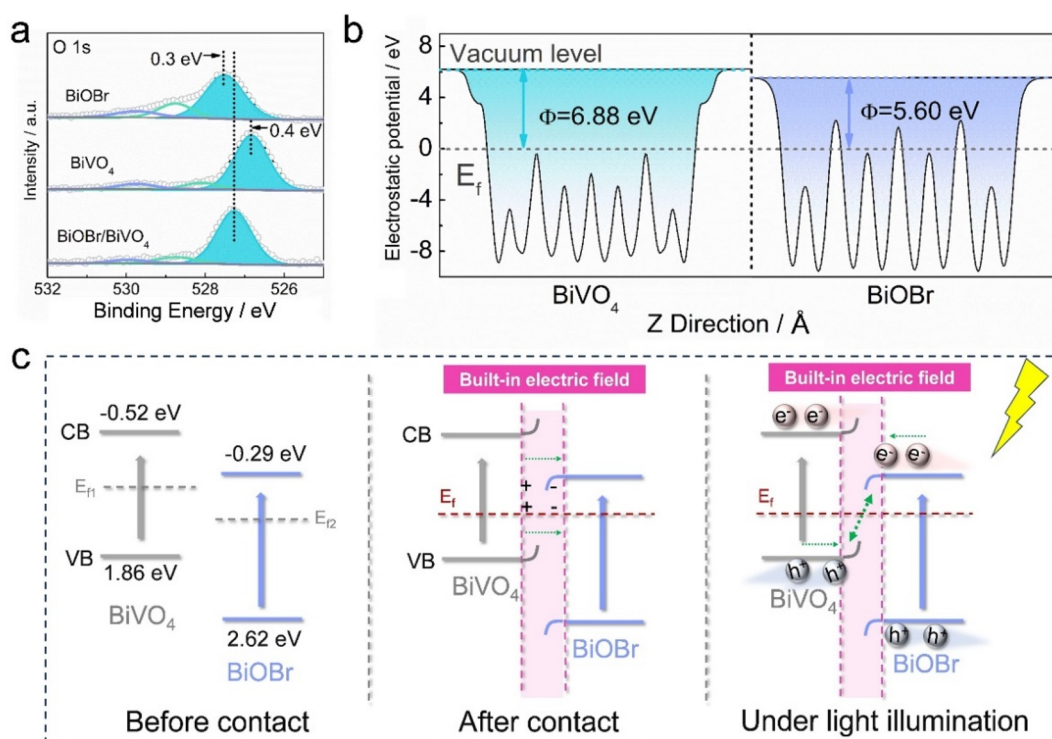 a
O 1s
0.3 eV
BiOBr
0.4 eV
BiVO4
BiOBr/BiVO4
Intensity / a.u.
532 530 528 526
Binding Energy / eV
b
8
4
0
-4
-8
Electrostatic potential / eV
Vacuum level
Φ=6.88 eV
Φ=5.60 eV
Ef
BiVO4 BiOBr
Z Direction / Å
c
-0.52 eV
CB
-0.29 eV
Ef1
Ef2
VB
1.86 eV
BiVO4
2.62 eV
BiOBr
Before contact
Built-in electric field
CB
+ -
Ef
+ -
VB
BiVO4
BiOBr
After contact
Built-in electric field
e- e-
e- e-
Ef
h+ h+
BiVO4
h+ h+
BiOBr
Under light illumination